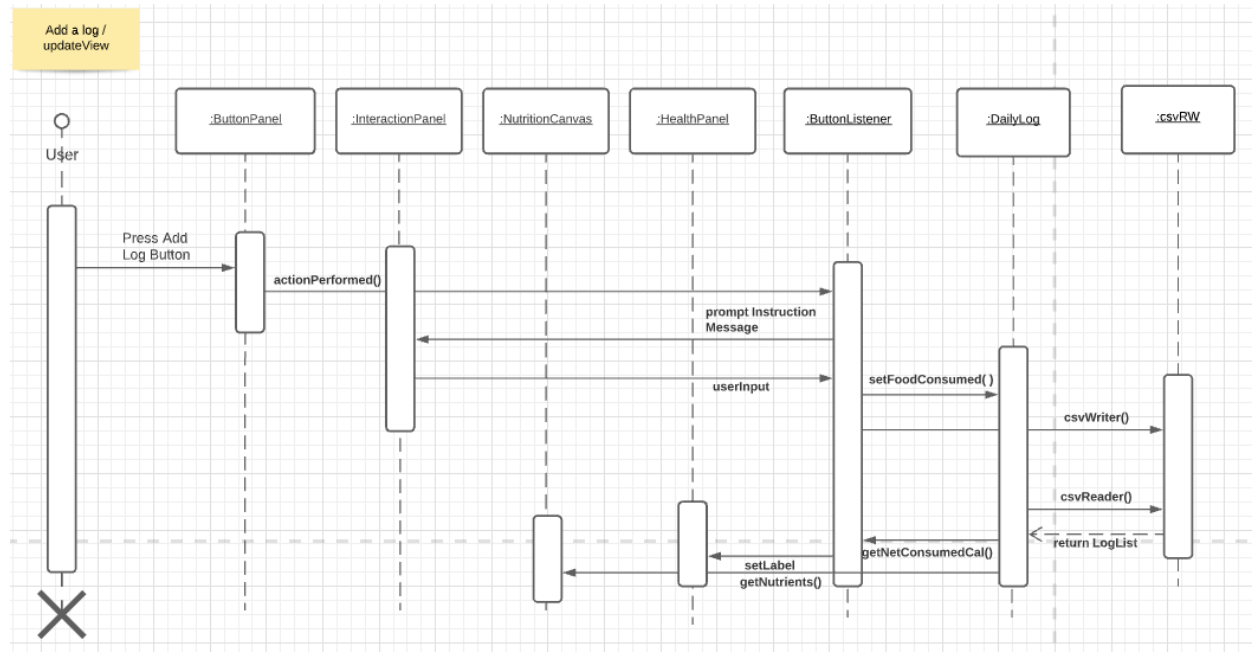 Add a log /
updateView
:ButtonPanel
:InteractionPanel
:NutritionCanvas
:HealthPanel
:ButtonListener
:DailyLog
:csvRW
User
Press Add
Log Button
actionPerformed()
prompt Instruction
Message
userInput
setFoodConsumed( )
csvWriter()
csvReader()
return LogList
getNetConsumedCal()
setLabel
getNutrients()